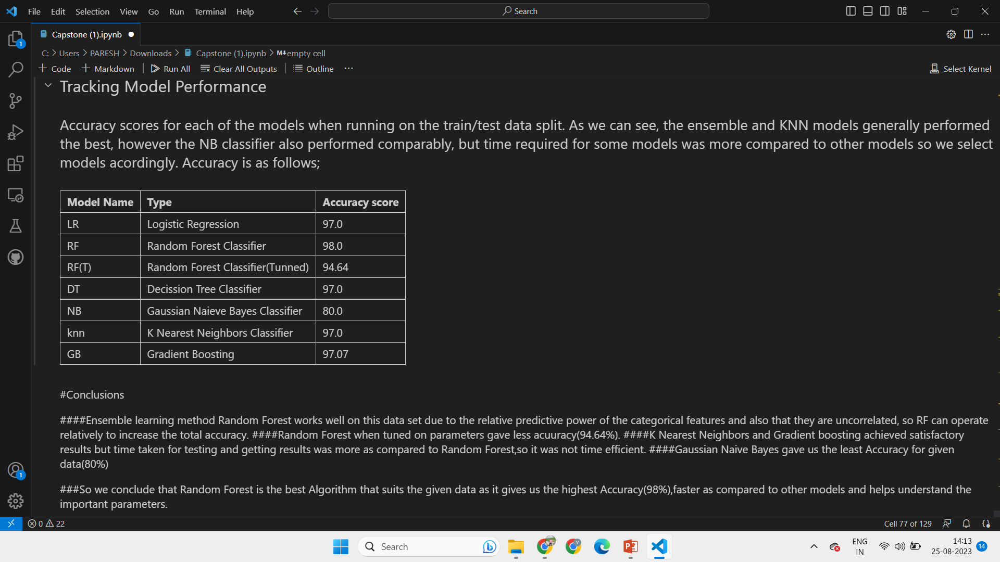 File Edit Selection View Go Run Terminal Help
Search
Capstone (1).ipynb
1
C: > Users > PARESH > Downloads > Capstone (1).ipynb > M↓ empty cell
+ Code + Markdown Run All Clear All Outputs Outline ...
Select Kernel
Tracking Model Performance
Accuracy scores for each of the models when running on the train/test data split. As we can see, the ensemble and KNN models generally performed
the best, however the NB classifier also performed comparably, but time required for some models was more compared to other models so we select
models acordingly. Accuracy is as follows;
Model Name Type Accuracy score
LR Logistic Regression 97.0
RF Random Forest Classifier 98.0
RF(T) Random Forest Classifier(Tunned) 94.64
DT Decission Tree Classifier 97.0
NB Gaussian Naieve Bayes Classifier 80.0
knn K Nearest Neighbors Classifier 97.0
GB Gradient Boosting 97.07
#Conclusions
####Ensemble learning method Random Forest works well on this data set due to the relative predictive power of the categorical features and also that they are uncorrelated, so RF can operate
relatively to increase the total accuracy. ####Random Forest when tuned on parameters gave less acuuracy(94.64%). ####K Nearest Neighbors and Gradient boosting achieved satisfactory
results but time taken for testing and getting results was more as compared to Random Forest,so it was not time efficient. ####Gaussian Naive Bayes gave us the least Accuracy for given
data(80%)
###So we conclude that Random Forest is the best Algorithm that suits the given data as it gives us the highest Accuracy(98%),faster as compared to other models and helps understand the
important parameters.
1
0 22
Cell 77 of 129
Search
ENG
IN
14:13
25-08-2023
14